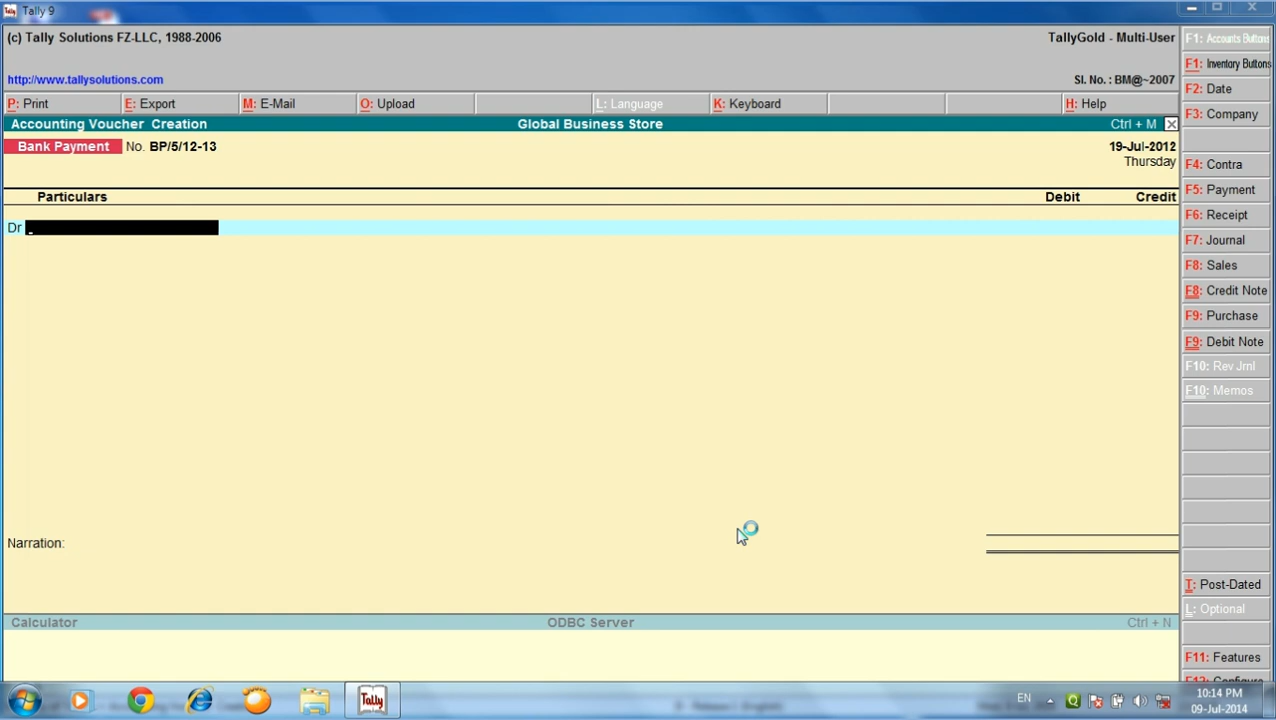 Tally 9
(c) Tally Solutions FZ-LLC, 1988-2006
TallyGold - Multi-User
http://www.tallysolutions.com
Sl. No. : BM@~2007
P: Print
E: Export
M: E-Mail
O: Upload
L: Language
K: Keyboard
H: Help
Accounting Voucher Creation
Global Business Store
Ctrl + M
Bank Payment No. BP/5/12-13
19-Jul-2012
Thursday
Particulars
Debit
Credit
Dr
Narration:
Calculator
ODBC Server
Ctrl + N
F1: Accounts Buttons
F1: Inventory Buttons
F2: Date
F3: Company
F4: Contra
F5: Payment
F6: Receipt
F7: Journal
F8: Sales
F8: Credit Note
F9: Purchase
F9: Debit Note
F10: Rev Jrnl
F10: Memos
T: Post-Dated
L: Optional
F11: Features
F12: Configure
Tally
EN
10:14 PM
09-Jul-2014